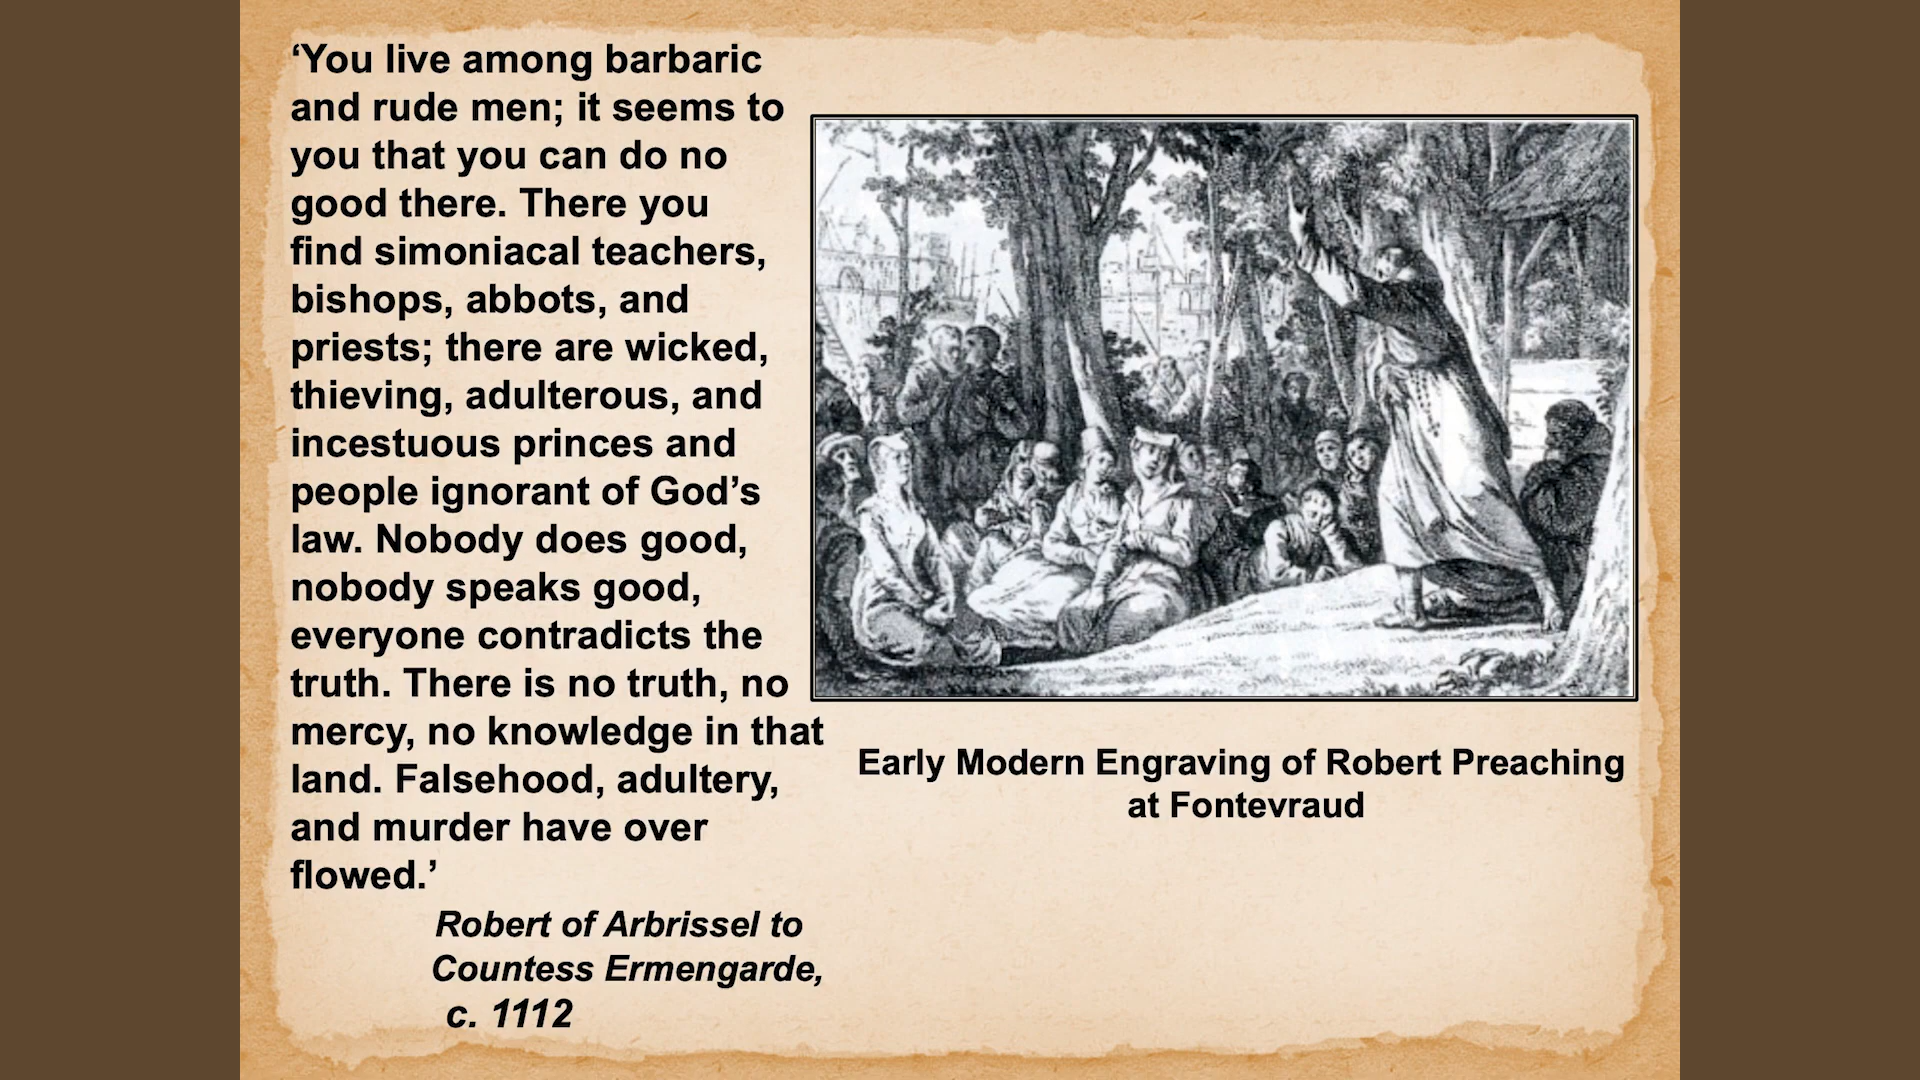 ‘You live among barbaric
and rude men; it seems to
you that you can do no
good there. There you
find simoniacal teachers,
bishops, abbots, and
priests; there are wicked,
thieving, adulterous, and
incestuous princes and
people ignorant of God’s
law. Nobody does good,
nobody speaks good,
everyone contradicts the
truth. There is no truth, no
mercy, no knowledge in that
land. Falsehood, adultery,
and murder have over
flowed.’
Robert of Arbrissel to
Countess Ermengarde,
c. 1112
Early Modern Engraving of Robert Preaching
at Fontevraud